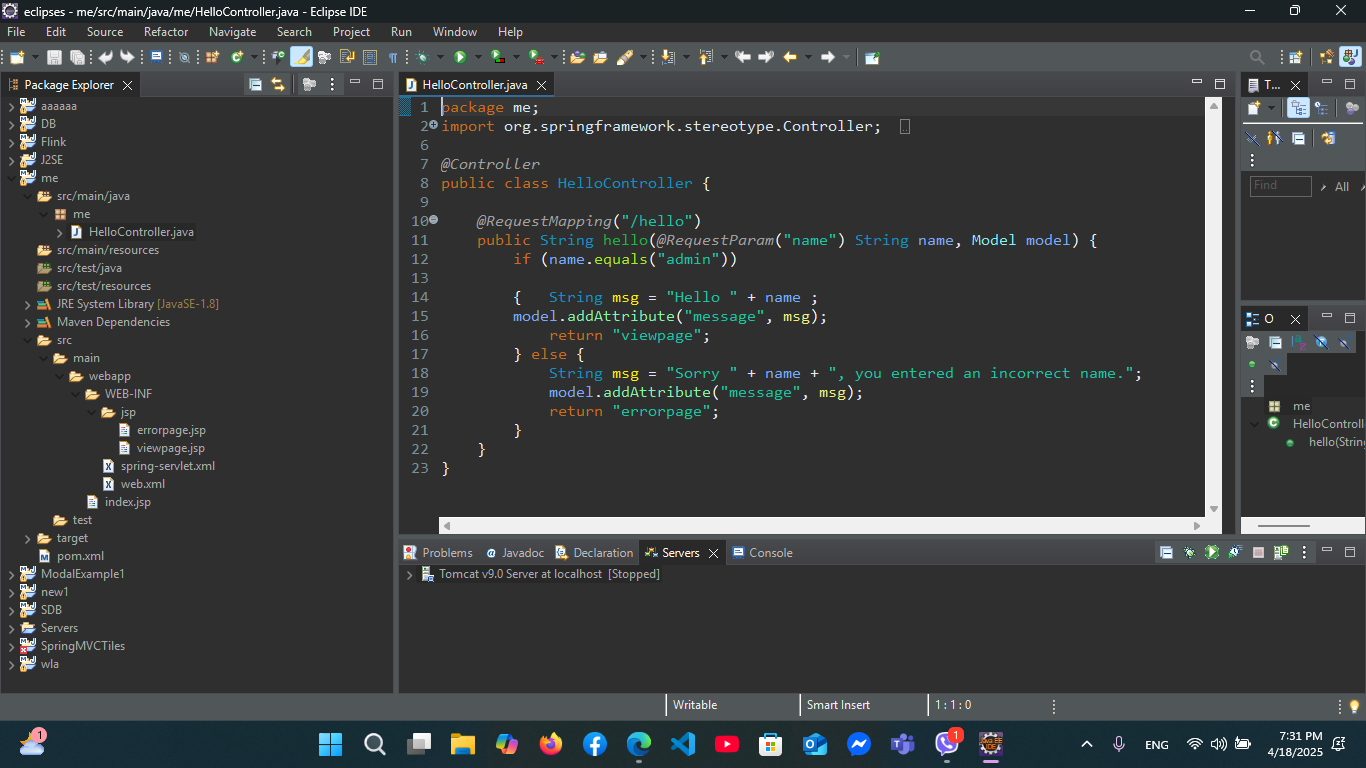 eclipses - me/src/main/java/me/HelloController.java - Eclipse IDE
File Edit Source Refactor Navigate Search Project Run Window Help
Package Explorer
aaaaaa
DB
Flink
J2SE
me
src/main/java
me
HelloController.java
src/main/resources
src/test/java
src/test/resources
JRE System Library [JavaSE-1.8]
Maven Dependencies
src
main
webapp
WEB-INF
jsp
errorpage.jsp
viewpage.jsp
spring-servlet.xml
web.xml
index.jsp
test
target
pom.xml
ModalExample1
new1
SDB
Servers
SpringMVCTiles
wla
HelloController.java
1 package me;
2 import org.springframework.stereotype.Controller;
6
7 @Controller
8 public class HelloController {
9
10 @RequestMapping("/hello")
11 public String hello(@RequestParam("name") String name, Model model) {
12 if (name.equals("admin"))
13
14 { String msg = "Hello " + name ;
15 model.addAttribute("message", msg);
16 return "viewpage";
17 } else {
18 String msg = "Sorry " + name + ", you entered an incorrect name.";
19 model.addAttribute("message", msg);
20 return "errorpage";
21 }
22 }
23 }
T...
Find All
O
me
HelloControll
hello(String
Problems Javadoc Declaration Servers Console
Tomcat v9.0 Server at localhost [Stopped]
Writable Smart Insert 1 : 1 : 0
1
1
ENG
7:31 PM
4/18/2025